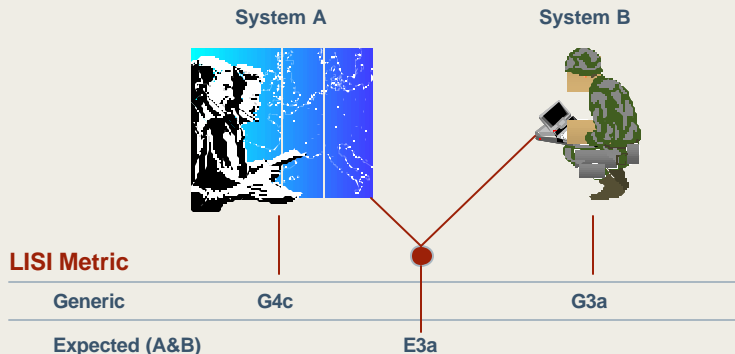 System A System B
LISI Metric
Generic G4c G3a
Expected (A&B) E3a